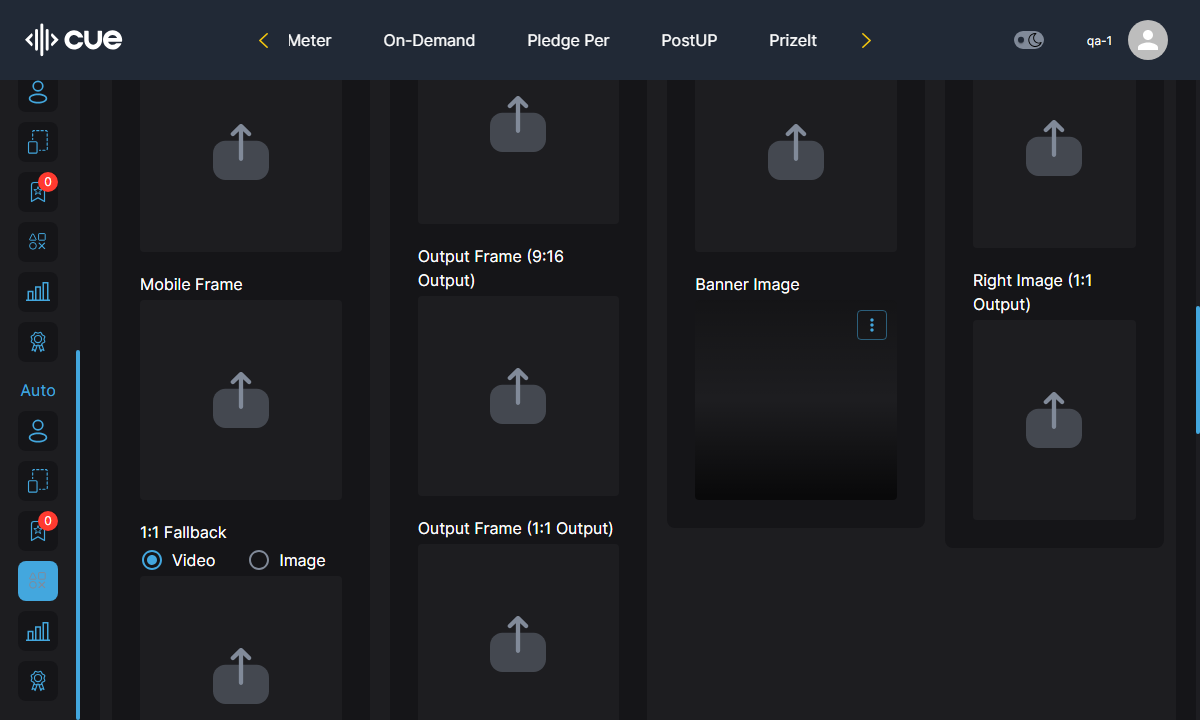 cue
Meter
On-Demand
Pledge Per
PostUP
PrizeIt
qa-1
0
Auto
0
Mobile Frame
1:1 Fallback
Video
Image
Output Frame (9:16
Output)
Output Frame (1:1 Output)
Banner Image
Right Image (1:1
Output)